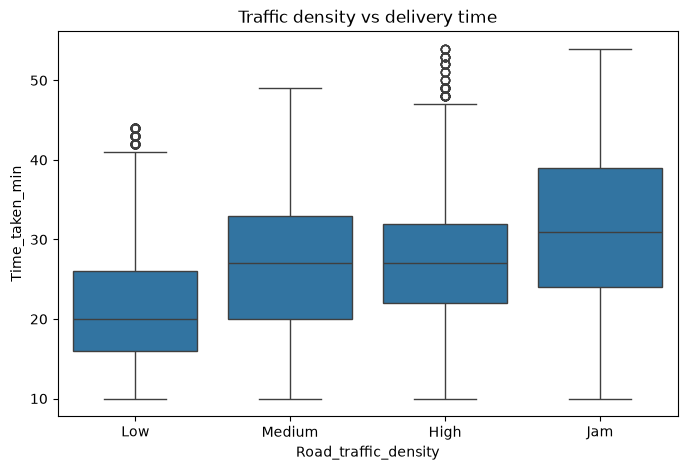 Traffic density vs delivery time
Time_taken_min
50
40
30
20
10
Low Medium High Jam
Road_traffic_density